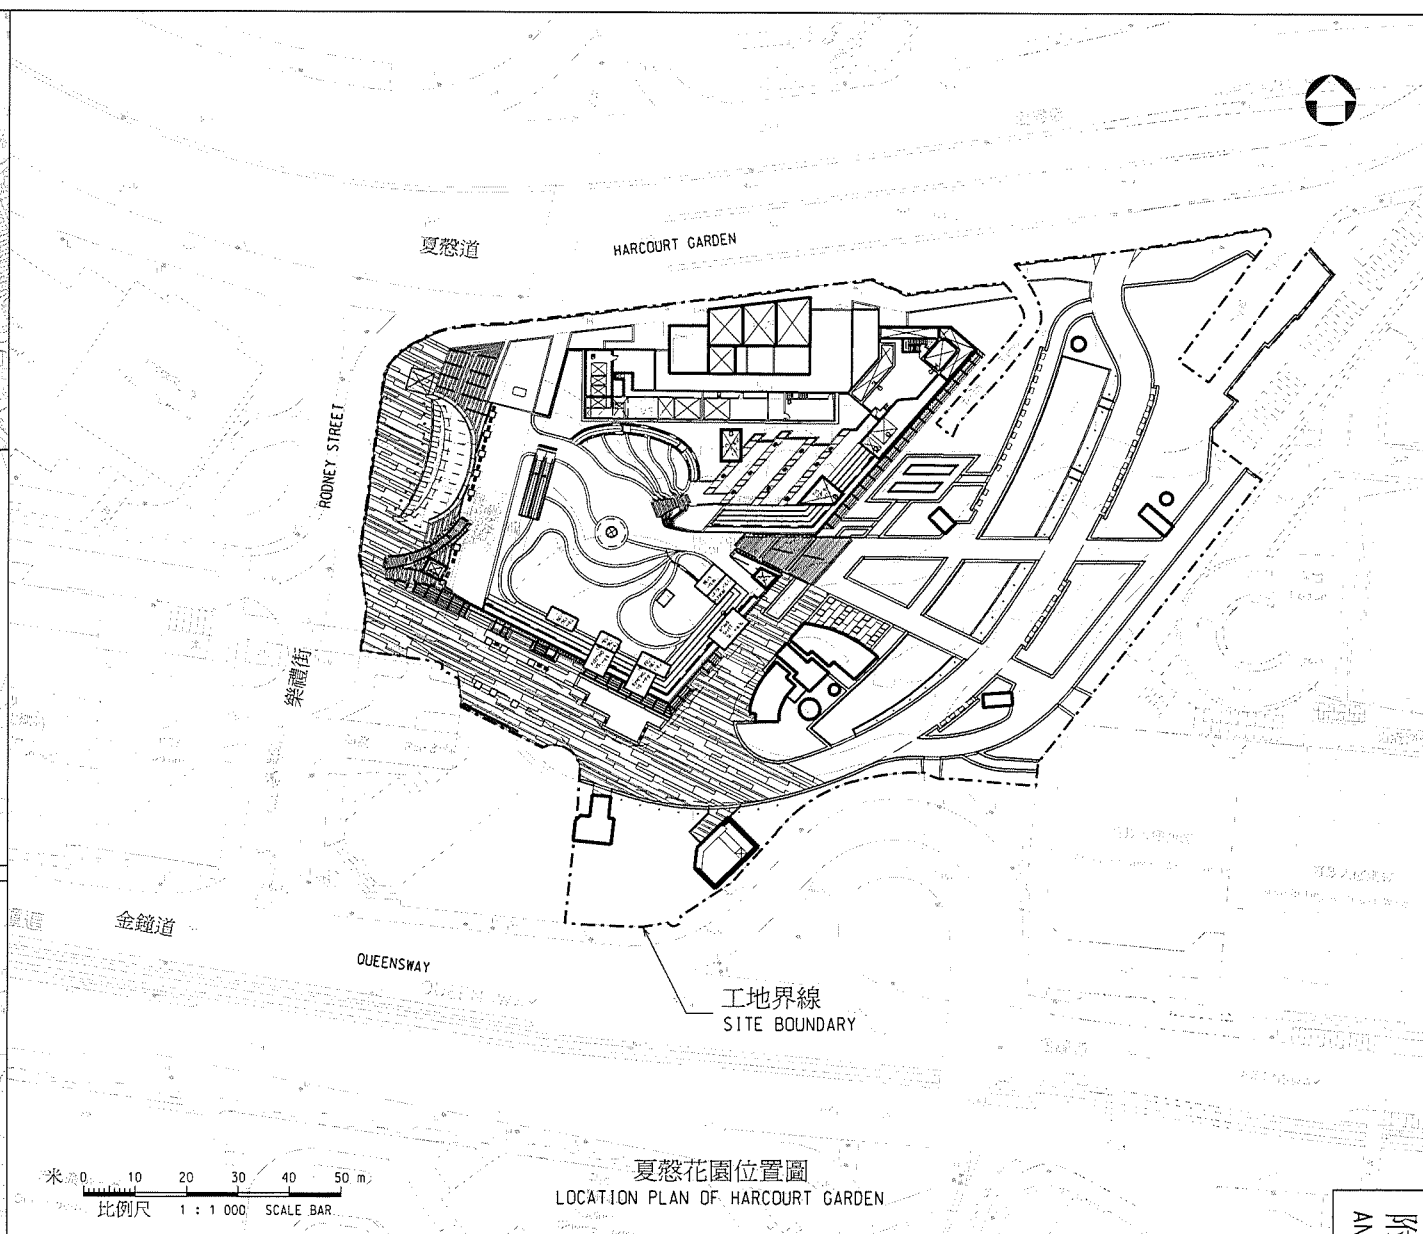 夏慤道
HARCOURT GARDEN
RODNEY STREET
樂禮街
金鐘道
QUEENSWAY
工地界線
SITE BOUNDARY
米 0 10 20 30 40 50 m
比例尺 1 : 1 000 SCALE BAR
夏慤花園位置圖
LOCATION PLAN OF HARCOURT GARDEN
附
AN